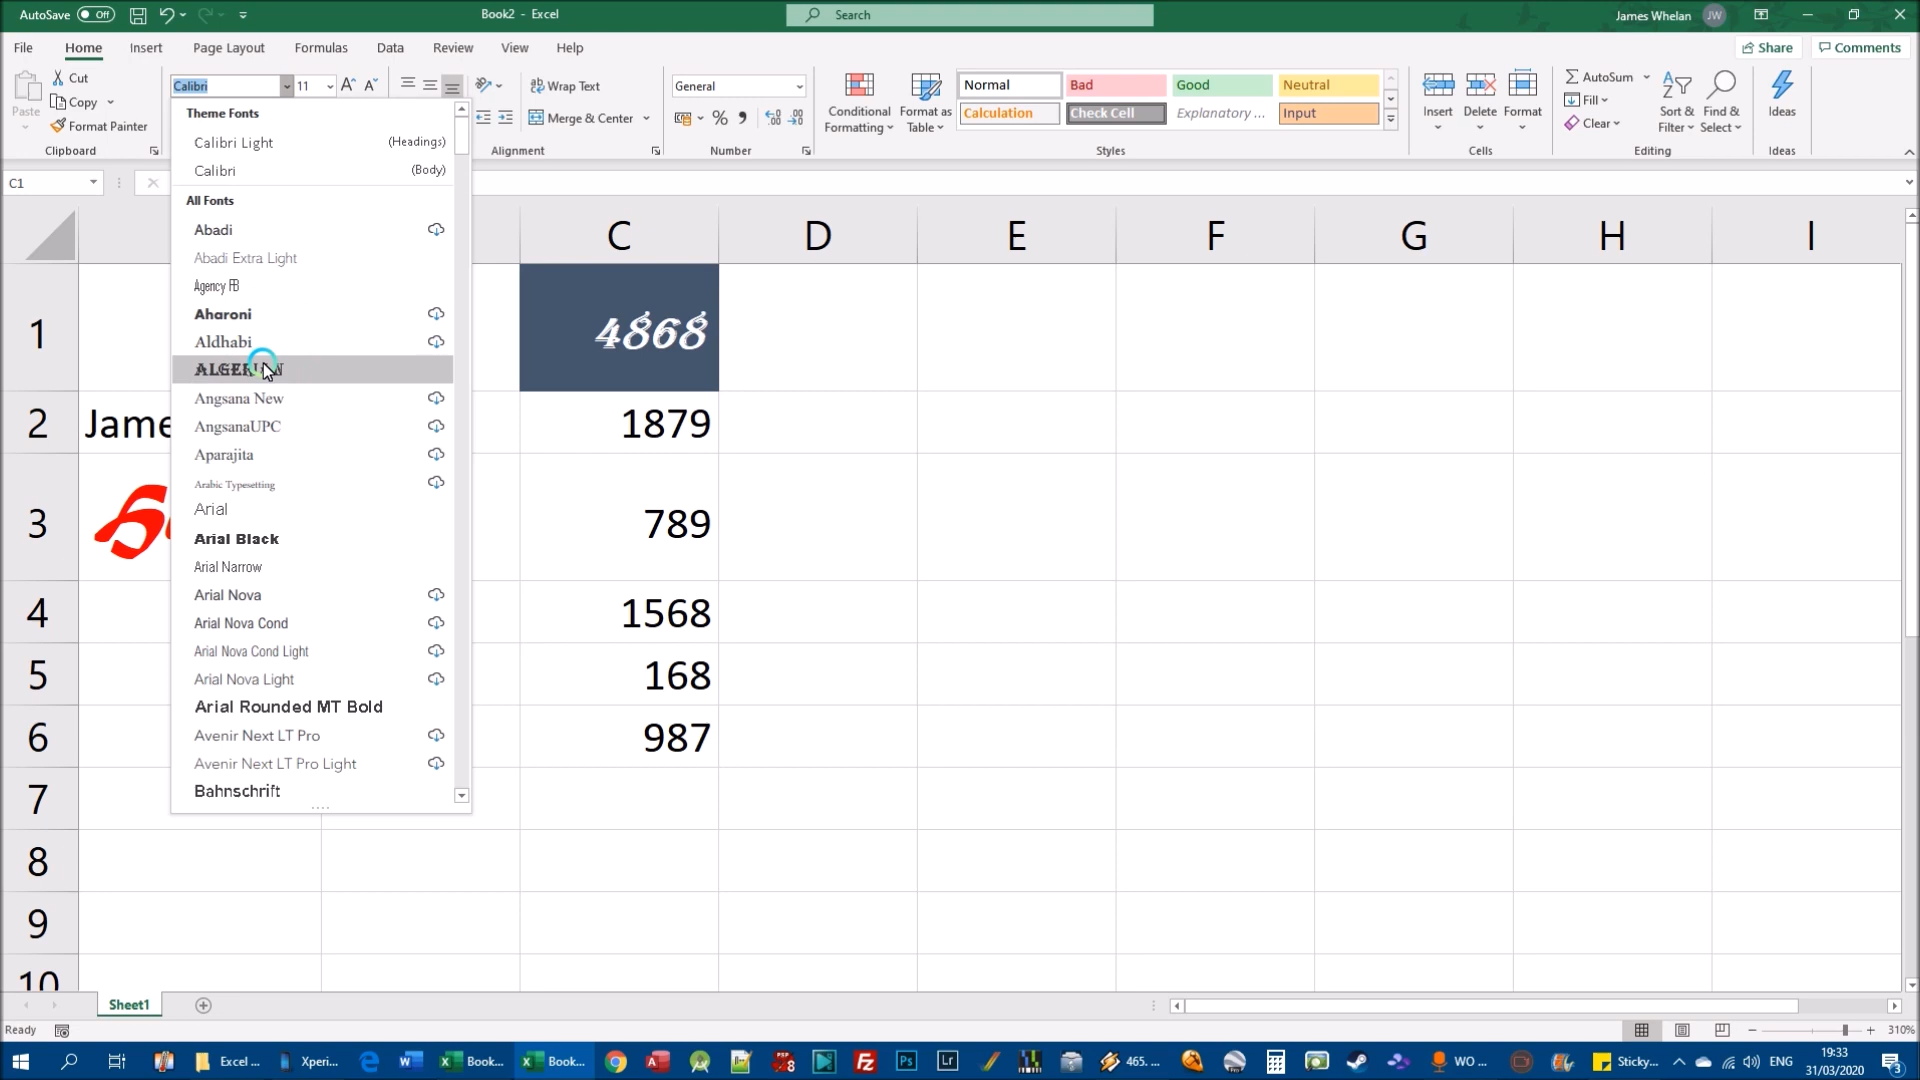 AutoSave Off Book2 - Excel Search James Whelan JW
File Home Insert Page Layout Formulas Data Review View Help Share Comments
Paste
Cut
Copy
Format Painter
Clipboard
Calibri 11
Wrap Text
Merge & Center
Alignment
General
% ,
Number
Conditional Formatting
Format as Table
Normal Bad Good Neutral
Calculation Check Cell Explanatory ... Input
Styles
Insert Delete Format
Cells
AutoSum
Fill
Clear
Sort & Filter
Find & Select
Editing
Ideas
Ideas
C1
Theme Fonts
Calibri Light (Headings)
Calibri (Body)
All Fonts
Abadi
Abadi Extra Light
Agency FB
Aharoni
Aldhabi
Angsana New
AngsanaUPC
Aparajita
Arabic Typesetting
Arial
Arial Black
Arial Narrow
Arial Nova
Arial Nova Cond
Arial Nova Cond Light
Arial Nova Light
Arial Rounded MT Bold
Avenir Next LT Pro
Avenir Next LT Pro Light
Bahnschrift
C D E F G H I
1 4868
2 Jame 1879
3 789
4 1568
5 168
6 987
7
8
9
10
Sheet1
Ready 310%
Excel ... Xperi... Book... Book... 465. ... WO ... Sticky... ENG 19:33
31/03/2020 3